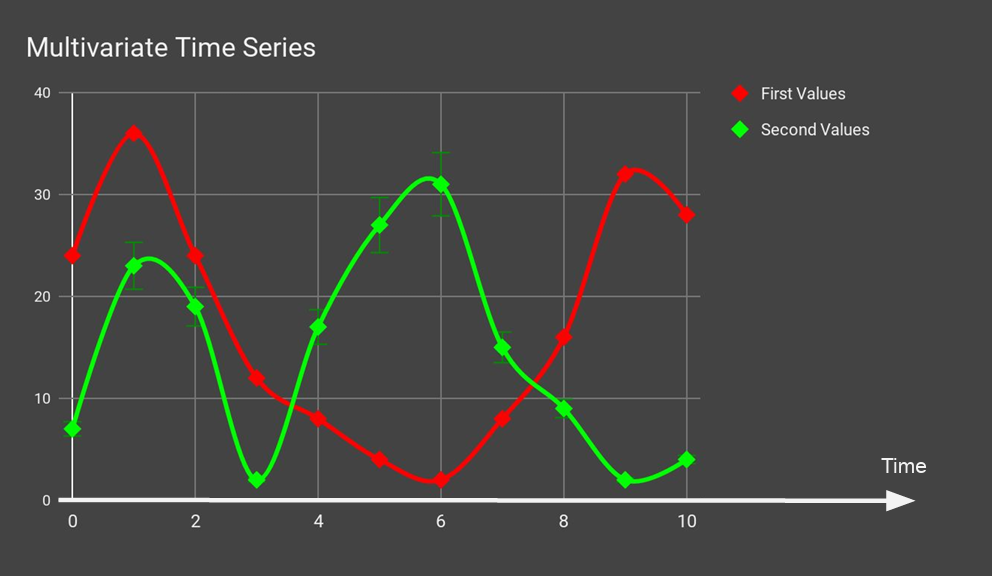 Multivariate Time Series
First Values
Second Values
40
30
20
10
0
0 2 4 6 8 10
Time